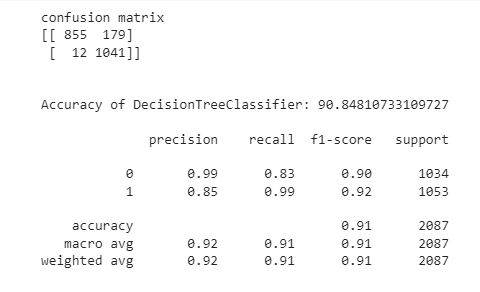 confusion matrix
[[ 855  179]
 [  12 1041]]
Accuracy of DecisionTreeClassifier: 90.84810733109727
precision recall f1-score support
0 0.99 0.83 0.90 1034
1 0.85 0.99 0.92 1053
accuracy 0.91 2087
macro avg 0.92 0.91 0.91 2087
weighted avg 0.92 0.91 0.91 2087